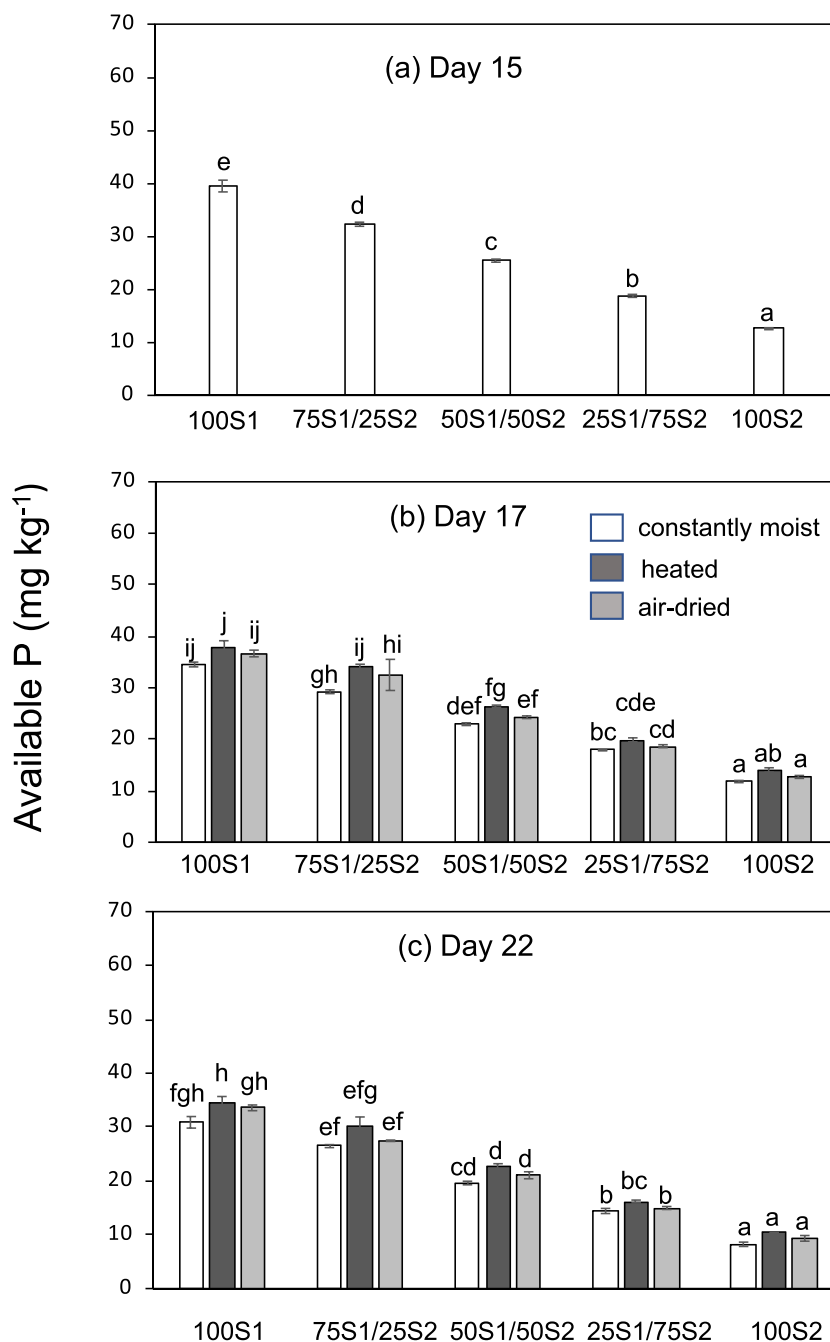 Available P (mg kg⁻¹)
70
(a) Day 15
60
50
40
30
20
10
0
e
d
c
b
a
100S1 75S1/25S2 50S1/50S2 25S1/75S2 100S2
70
(b) Day 17
60
50
40
30
20
10
0
constantly moist
heated
air-dried
ij j ij
gh ij hi
def fg ef
bc cde cd
a ab a
100S1 75S1/25S2 50S1/50S2 25S1/75S2 100S2
70
(c) Day 22
60
50
40
30
20
10
0
fgh h gh
ef efg ef
cd d d
b bc b
a a a
100S1 75S1/25S2 50S1/50S2 25S1/75S2 100S2